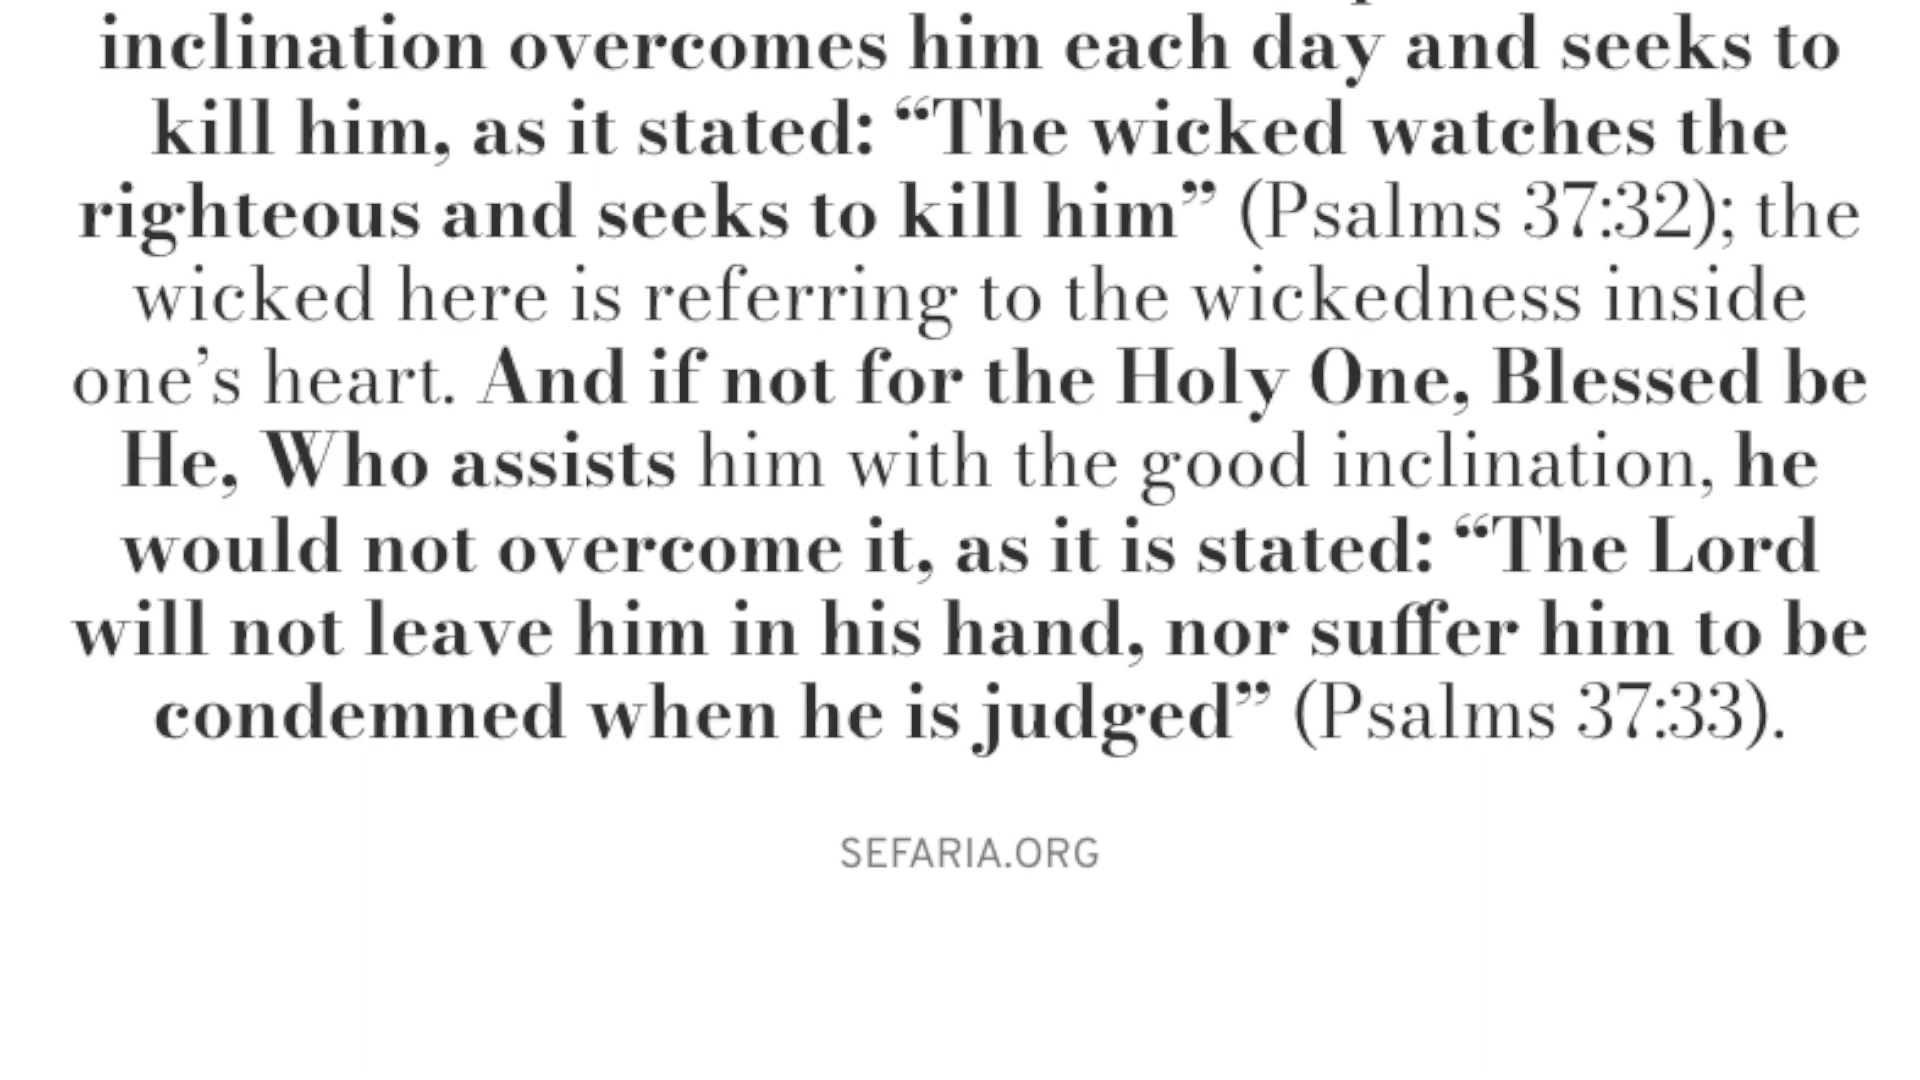 inclination overcomes him each day and seeks to
kill him, as it stated: “The wicked watches the
righteous and seeks to kill him” (Psalms 37:32); the
wicked here is referring to the wickedness inside
one’s heart. And if not for the Holy One, Blessed be
He, Who assists him with the good inclination, he
would not overcome it, as it is stated: “The Lord
will not leave him in his hand, nor suffer him to be
condemned when he is judged” (Psalms 37:33).
SEFARIA.ORG